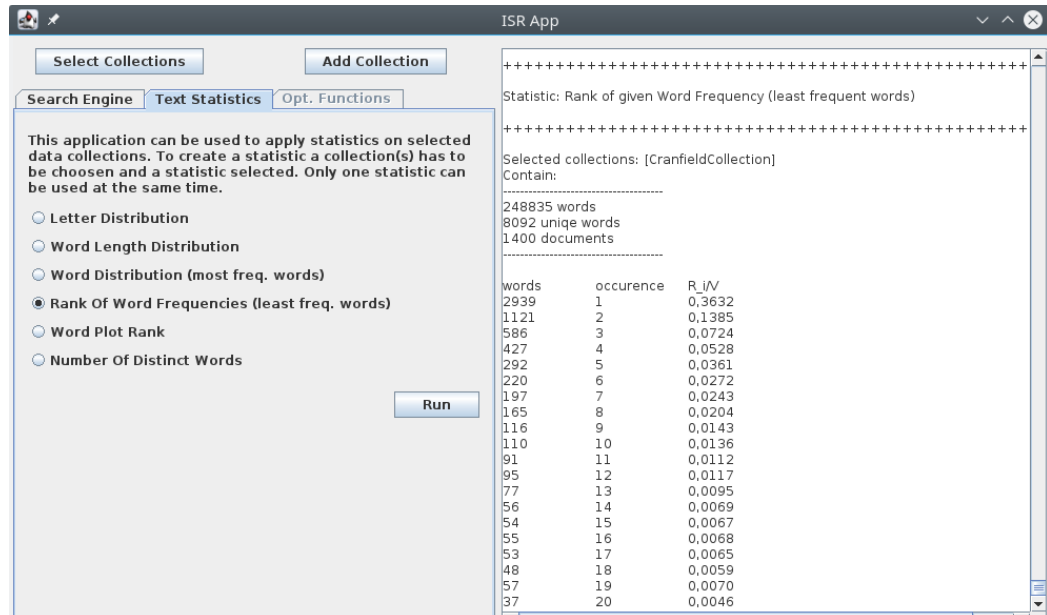 ISR App
Select Collections
Add Collection
Search Engine
Text Statistics
Opt. Functions
This application can be used to apply statistics on selected
data collections. To create a statistic a collection(s) has to
be choosen and a statistic selected. Only one statistic can
be used at the same time.
Letter Distribution
Word Length Distribution
Word Distribution (most freq. words)
Rank Of Word Frequencies (least freq. words)
Word Plot Rank
Number Of Distinct Words
Run
++++++++++++++++++++++++++++++++++++++++++++++++
Statistic: Rank of given Word Frequency (least frequent words)
++++++++++++++++++++++++++++++++++++++++++++++++
Selected collections: [CranfieldCollection]
Contain:
--------------------------------------
248835 words
8092 uniqe words
1400 documents
--------------------------------------
words occurence R_i/V
2939 1 0,3632
1121 2 0,1385
586 3 0,0724
427 4 0,0528
292 5 0,0361
220 6 0,0272
197 7 0,0243
165 8 0,0204
116 9 0,0143
110 10 0,0136
91 11 0,0112
95 12 0,0117
77 13 0,0095
56 14 0,0069
54 15 0,0067
55 16 0,0068
53 17 0,0065
48 18 0,0059
57 19 0,0070
37 20 0,0046